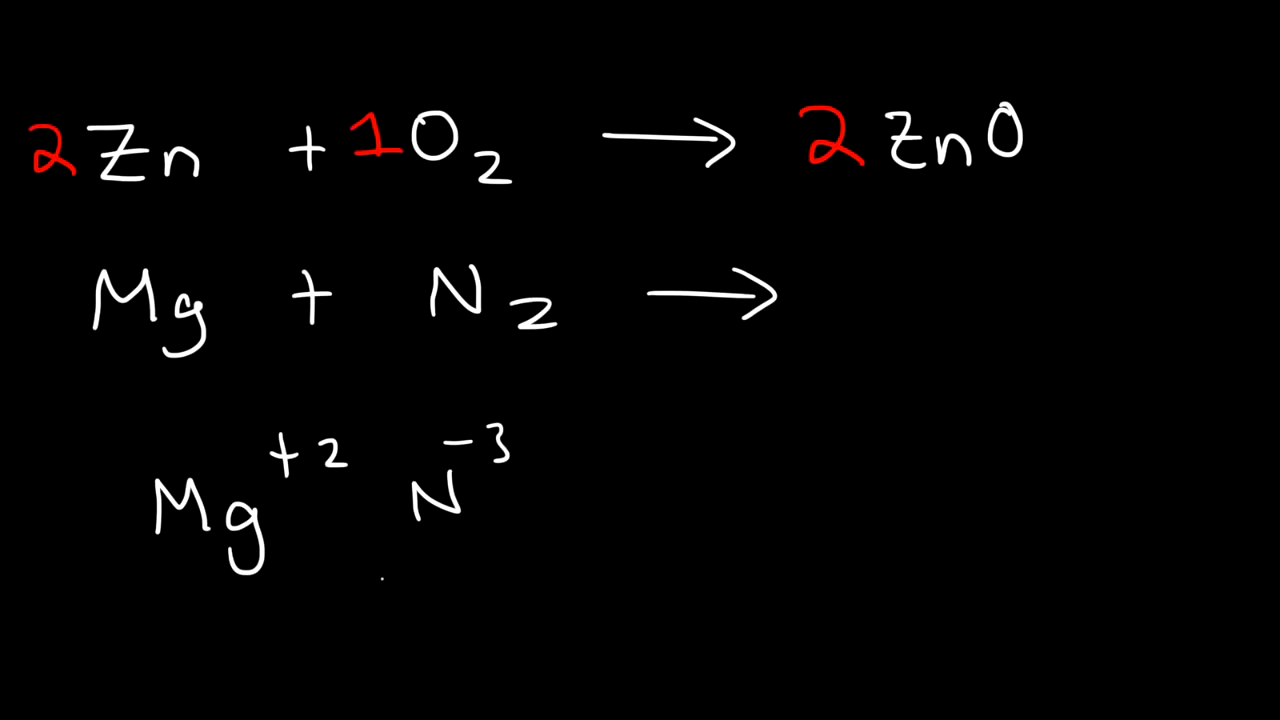 2Zn + 1O₂ → 2ZnO
Mg + N₂ →
Mg⁺² N⁻³